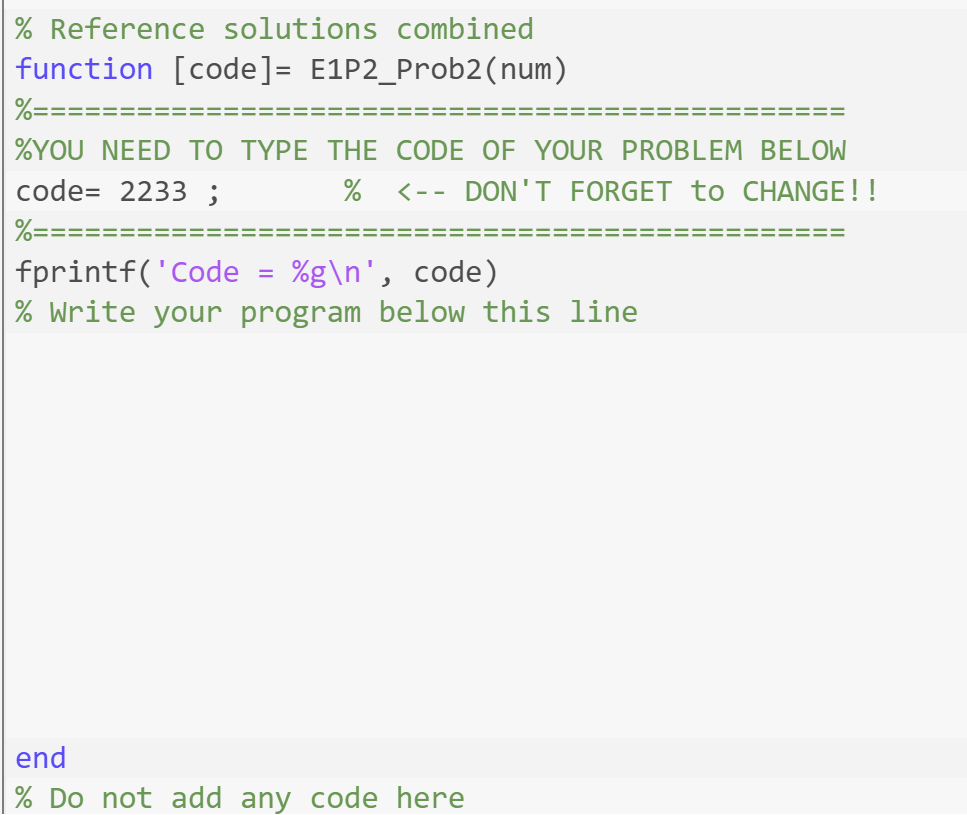 % Reference solutions combined
function [code]= E1P2_Prob2(num)
%===============================================
%YOU NEED TO TYPE THE CODE OF YOUR PROBLEM BELOW
code= 2233 ;       %  <-- DON'T FORGET to CHANGE!!
%===============================================
fprintf('Code = %g\n', code)
% Write your program below this line
end
% Do not add any code here